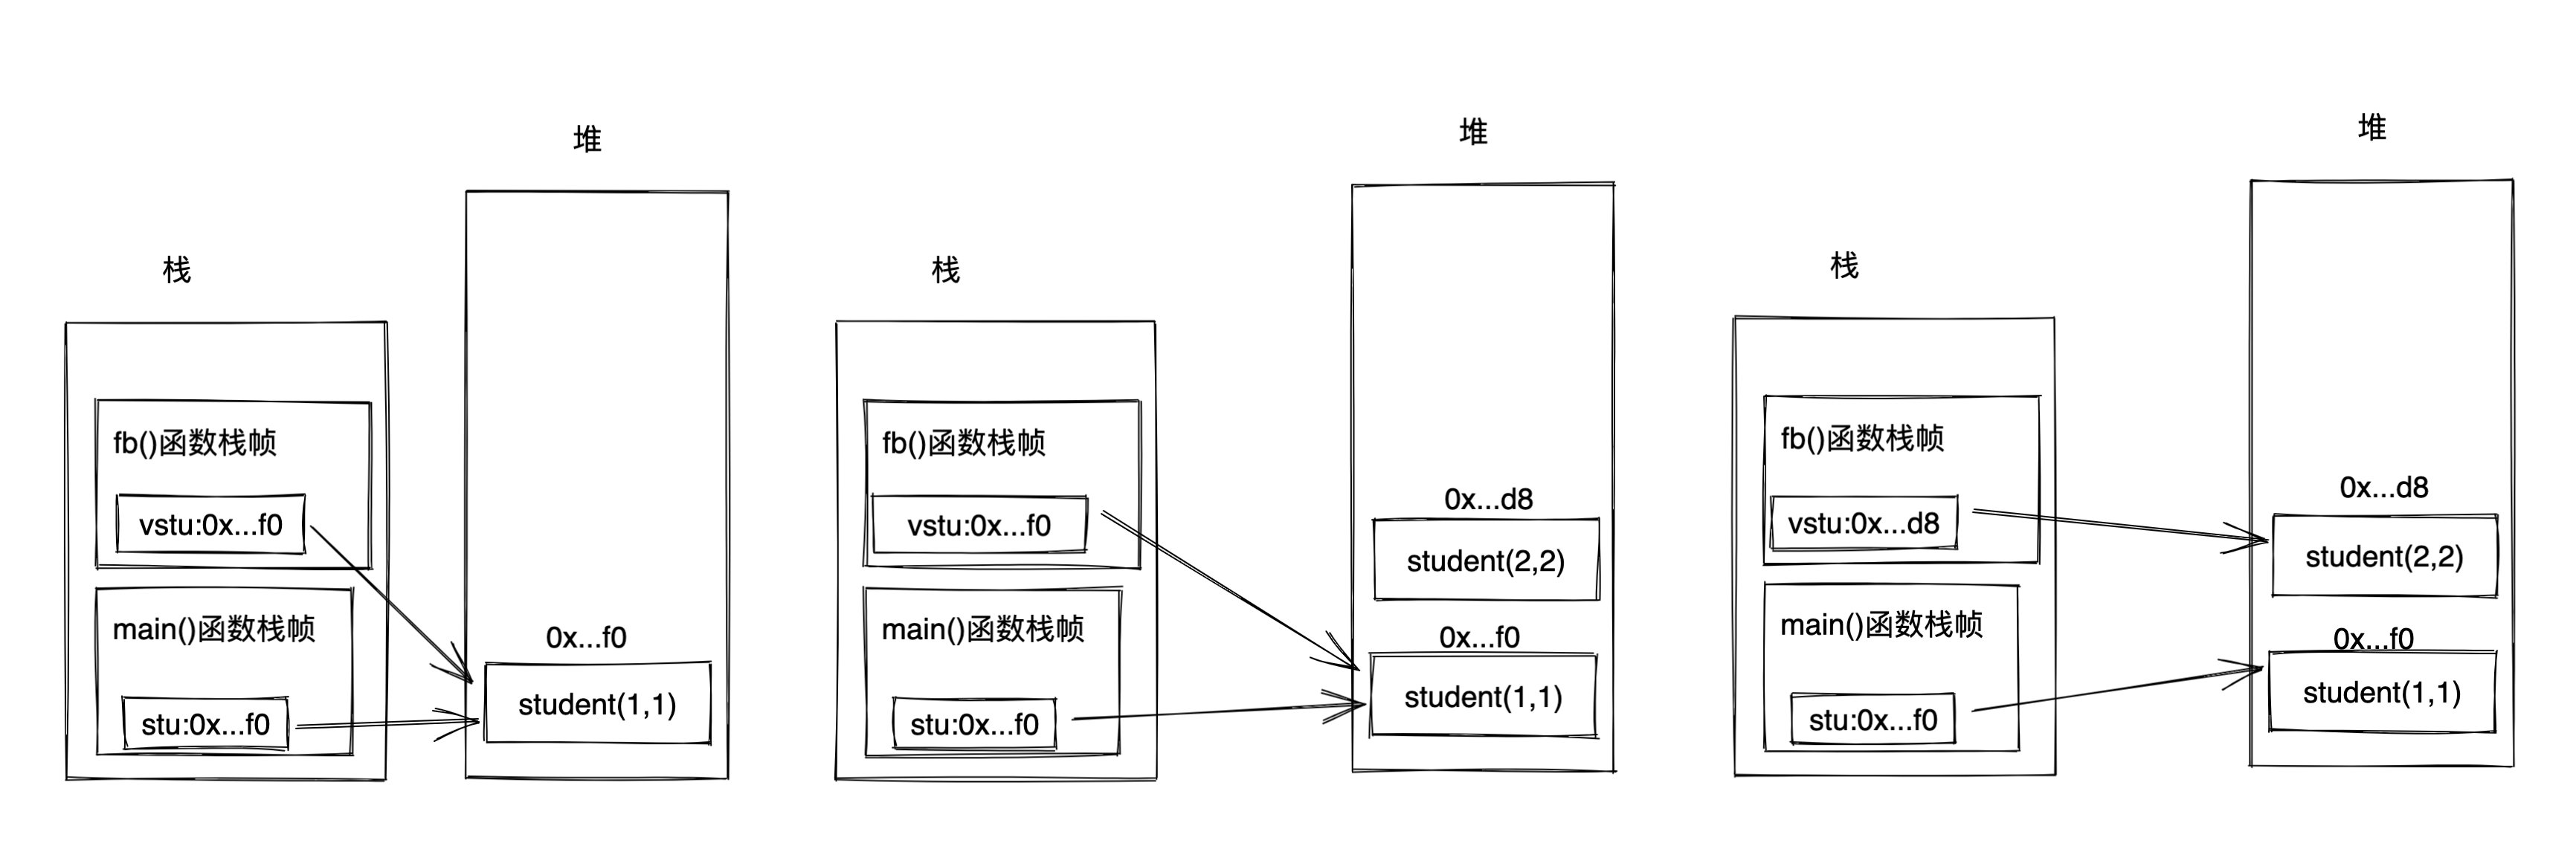 堆
栈
fb()函数栈帧
vstu:0x...f0
main()函数栈帧
stu:0x...f0
0x...f0
student(1,1)
堆
栈
fb()函数栈帧
vstu:0x...f0
main()函数栈帧
stu:0x...f0
0x...d8
student(2,2)
0x...f0
student(1,1)
堆
栈
fb()函数栈帧
vstu:0x...d8
main()函数栈帧
stu:0x...f0
0x...d8
student(2,2)
0x...f0
student(1,1)